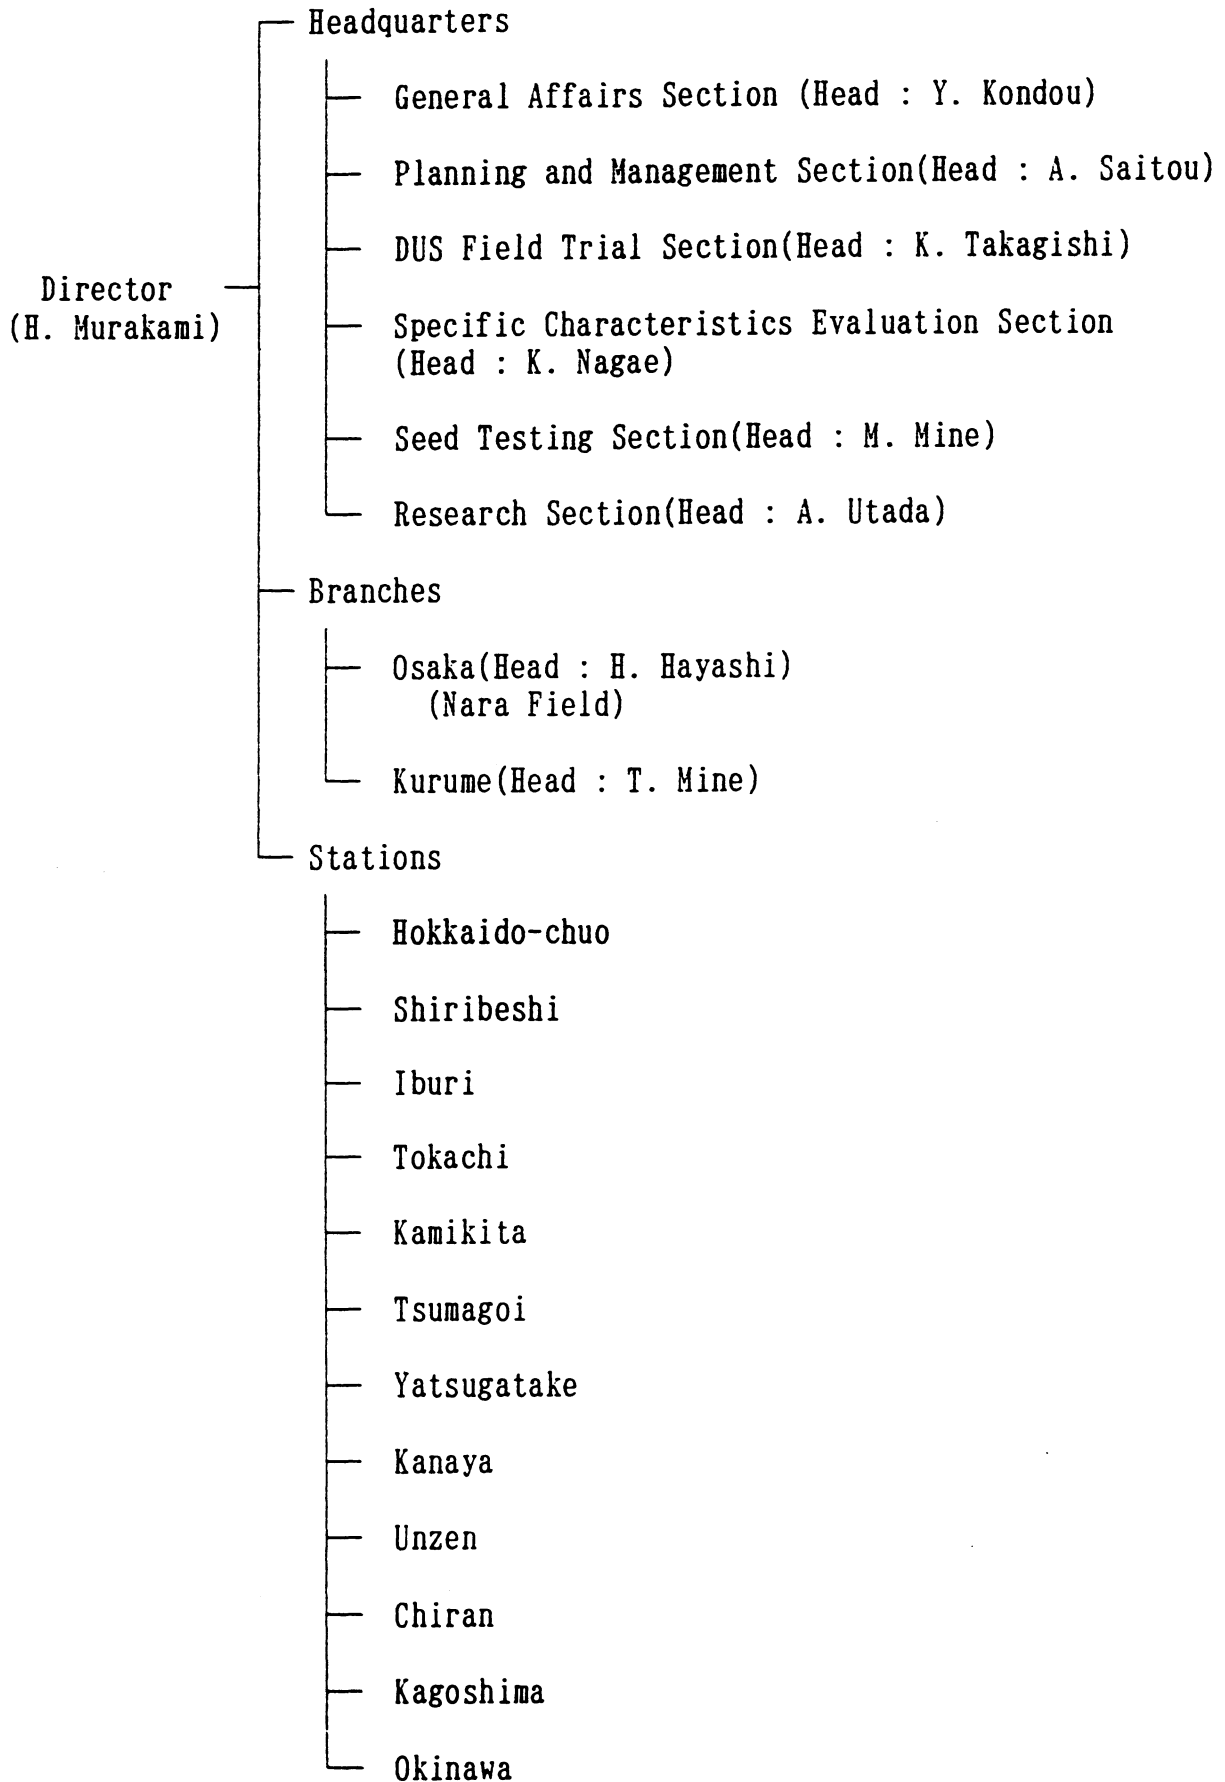 Headquarters
General Affairs Section (Head : Y. Kondou)
Planning and Management Section(Head : A. Saitou)
DUS Field Trial Section(Head : K. Takagishi)
Director
(H. Murakami)
Specific Characteristics Evaluation Section
(Head : K. Nagae)
Seed Testing Section(Head : M. Mine)
Research Section(Head : A. Utada)
Branches
Osaka(Head : H. Hayashi)
(Nara Field)
Kurume(Head : T. Mine)
Stations
Hokkaido-chuo
Shiribeshi
Iburi
Tokachi
Kamikita
Tsumagoi
Yatsugatake
Kanaya
Unzen
Chiran
Kagoshima
Okinawa